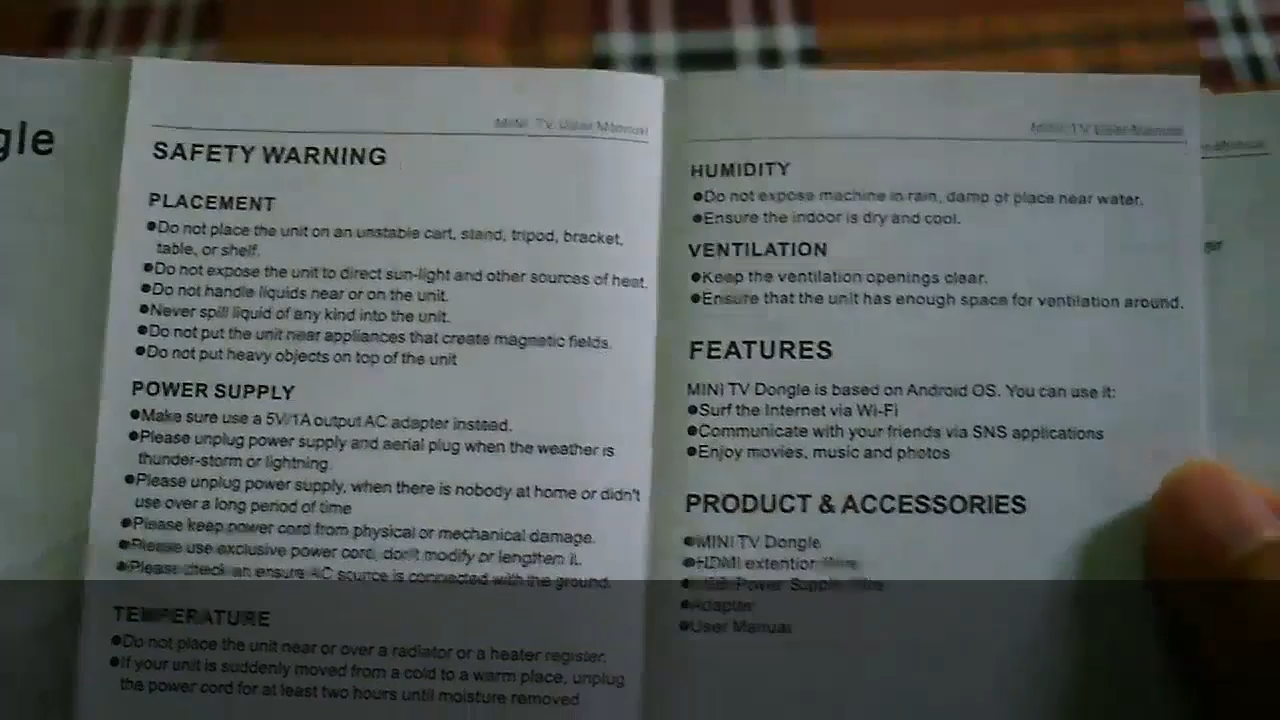 gle
MINI TV User Manual
SAFETY WARNING
PLACEMENT
●Do not place the unit on an unstable cart, stand, tripod, bracket,
table, or shelf.
●Do not expose the unit to direct sun-light and other sources of heat.
●Do not handle liquids near or on the unit.
●Never spill liquid of any kind into the unit.
●Do not put the unit near appliances that create magnetic fields.
●Do not put heavy objects on top of the unit
POWER SUPPLY
●Make sure use a 5V/1A output AC adapter instead.
●Please unplug power supply and aerial plug when the weather is
thunder-storm or lightning.
●Please unplug power supply, when there is nobody at home or didn't
use over a long period of time
●Please keep power cord from physical or mechanical damage.
●Please use exclusive power cord, don't modify or lengthen it.
●Please check an ensure AC source is connected with the ground.
TEMPERATURE
●Do not place the unit near or over a radiator or a heater register.
●If your unit is suddenly moved from a cold to a warm place, unplug
the power cord for at least two hours until moisture removed
MINI TV User Manual
HUMIDITY
●Do not expose machine in rain, damp or place near water.
●Ensure the indoor is dry and cool.
VENTILATION
●Keep the ventilation openings clear.
●Ensure that the unit has enough space for ventilation around.
FEATURES
MINI TV Dongle is based on Android OS. You can use it:
●Surf the Internet via Wi-Fi
●Communicate with your friends via SNS applications
●Enjoy movies, music and photos
PRODUCT & ACCESSORIES
●MINI TV Dongle
●HDMI extention
●Power Supply
●Adapter
●User Manual
Manual